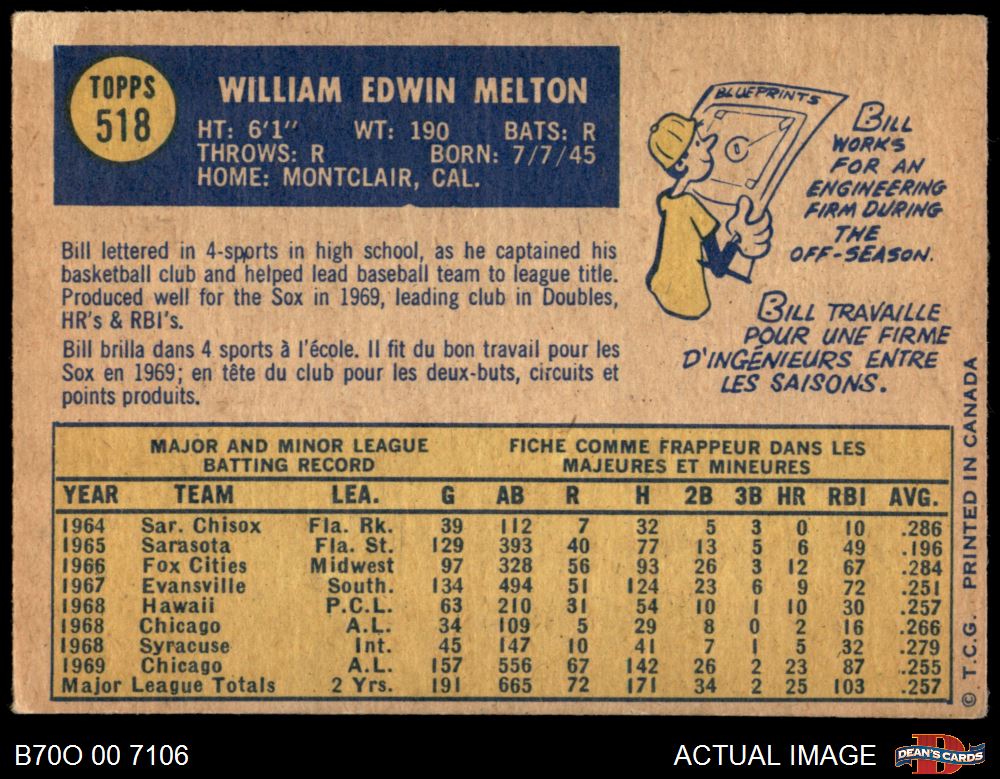 TOPPS
518
WILLIAM EDWIN MELTON
HT: 6'1" WT: 190 BATS: R
THROWS: R BORN: 7/7/45
HOME: MONTCLAIR, CAL.
BLUEPRINTS
BILL
WORKS
FOR AN
ENGINEERING
FIRM DURING
THE
OFF-SEASON.
BILL TRAVAILLE
POUR UNE FIRME
D'INGÉNIEURS ENTRE
LES SAISONS.
Bill lettered in 4-sports in high school, as he captained his
basketball club and helped lead baseball team to league title.
Produced well for the Sox in 1969, leading club in Doubles,
HR's & RBI's.
Bill brilla dans 4 sports à l'école. Il fit du bon travail pour les
Sox en 1969; en tête du club pour les deux-buts, circuits et
points produits.
MAJOR AND MINOR LEAGUE
BATTING RECORD
FICHE COMME FRAPPEUR DANS LES
MAJEURES ET MINEURES
YEAR TEAM LEA. G AB R H 2B 3B HR RBI AVG.
1964 Sar. Chisox Fla. Rk. 39 112 7 32 5 3 0 10 .286
1965 Sarasota Fla. St. 129 393 40 77 13 5 6 49 .196
1966 Fox Cities Midwest 97 328 56 93 26 3 12 67 .284
1967 Evansville South. 134 494 51 124 23 6 9 72 .251
1968 Hawaii P.C.L. 63 210 31 54 10 1 10 30 .257
1968 Chicago A.L. 34 109 5 29 8 0 2 16 .266
1968 Syracuse Int. 45 147 10 41 7 1 5 32 .279
1969 Chicago A.L. 157 556 67 142 26 2 23 87 .255
Major League Totals 2 Yrs. 191 665 72 171 34 2 25 103 .257
© T.C.G. PRINTED IN CANADA
B70O 00 7106
ACTUAL IMAGE
DEAN'S CARDS